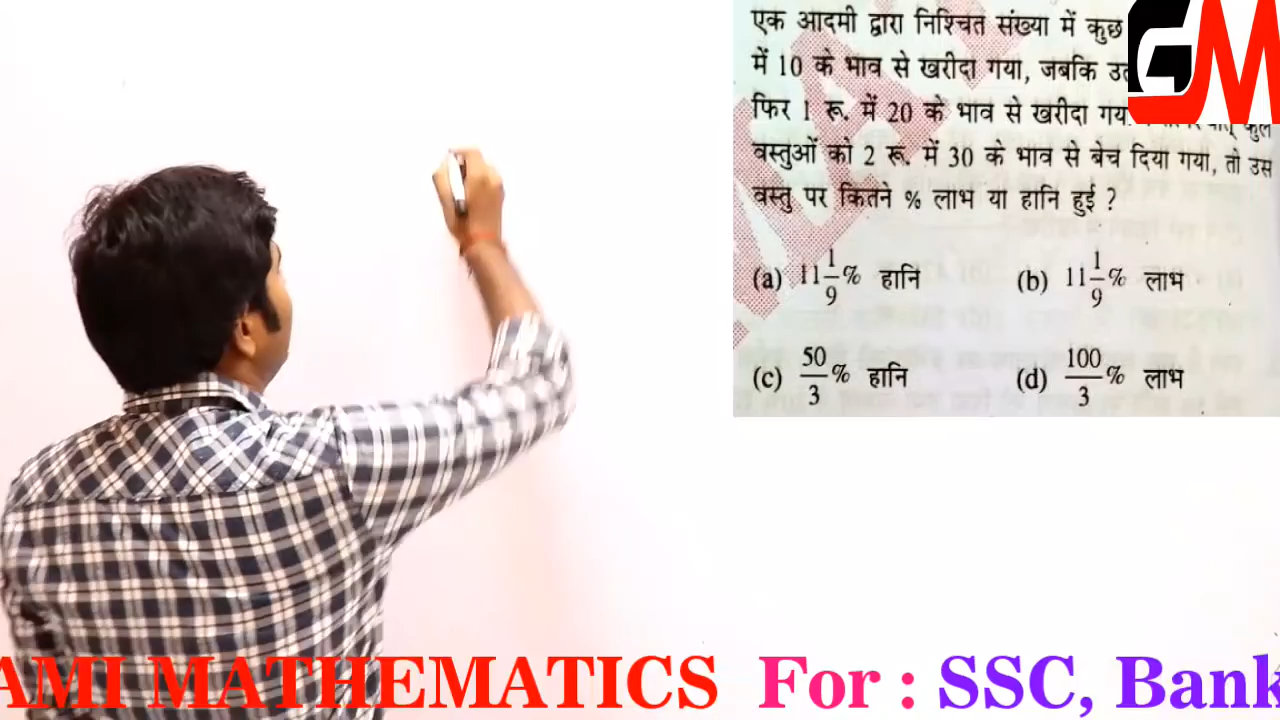 एक आदमी द्वारा निश्चित संख्या में कुछ
में 10 के भाव से खरीदा गया, जबकि
फिर 1 रू. में 20 के भाव से खरीदा गया कुल
वस्तुओं को 2 रू. में 30 के भाव से बेच दिया गया, तो उस
वस्तु पर कितने % लाभ या हानि हुई ?
(a) 11 1/9 % हानि (b) 11 1/9 % लाभ
(c) 50/3 % हानि (d) 100/3 % लाभ
GM
AMI MATHEMATICS For : SSC, Bank